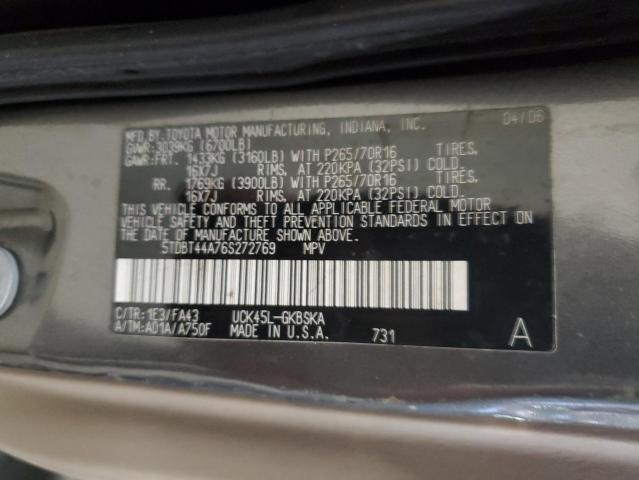 MFD.BY:TOYOTA MOTOR MANUFACTURING, INDIANA, INC. 04/06
GVWR:3039KG (6700LB)
GAWR:FRT. 1433KG (3160LB) WITH P265/70R16 TIRES.
16X7J RIMS, AT 220KPA (32PSI) COLD
RR. 1769KG (3900LB) WITH P265/70R16 TIRES.
16X7J RIMS, AT 220KPA (32PSI) COLD
THIS VEHICLE CONFORMS TO ALL APPLICABLE FEDERAL MOTOR
VEHICLE SAFETY AND THEFT PREVENTION STANDARDS IN EFFECT ON
THE DATE OF MANUFACTURE SHOWN ABOVE.
5TDBT44A76S272769 MPV
C/TR: 1E3/FA43 UCK45L-GKBSKA
A/TM: A01A/A750F MADE IN U.S.A. 731 A